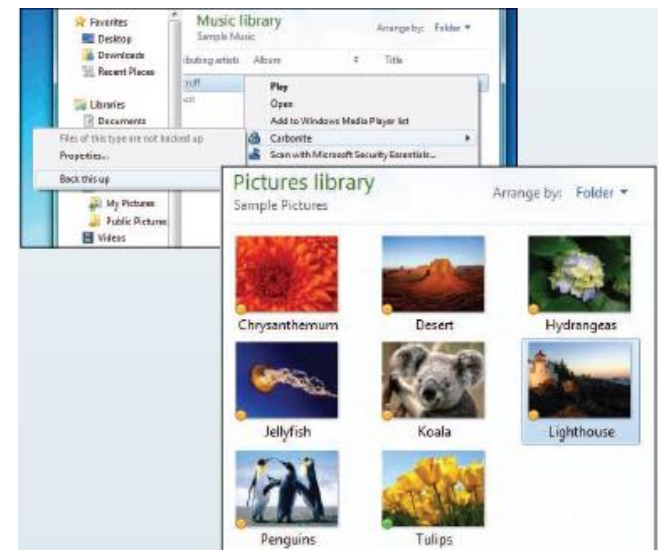 Favorites
Desktop
Downloads
Recent Places
Libraries
Documents
My Pictures
Public Pictures
Videos
Music library
Sample Music
Arrange by: Folder
Album
#
Title
Play
Open
Add to Windows Media Player list
Carbonite
Scan with Microsoft Security Essentials...
Files of this type are not backed up
Properties...
Back this up
Pictures library
Sample Pictures
Arrange by: Folder
Chrysanthemum
Desert
Hydrangeas
Jellyfish
Koala
Lighthouse
Penguins
Tulips